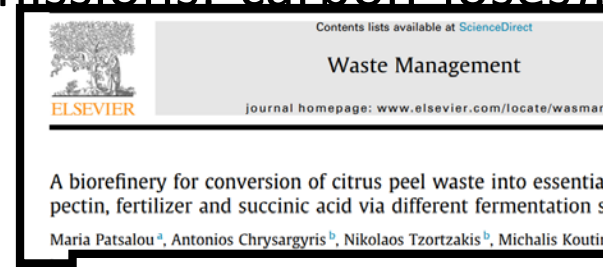 Contents lists available at ScienceDirect
Waste Management
ELSEVIER
journal homepage: www.elsevier.com/locate/wasman
A biorefinery for conversion of citrus peel waste into essentia
pectin, fertilizer and succinic acid via different fermentation s
Maria Patsalou a, Antonios Chrysargyris b, Nikolaos Tzortzakis b, Michalis Koutin